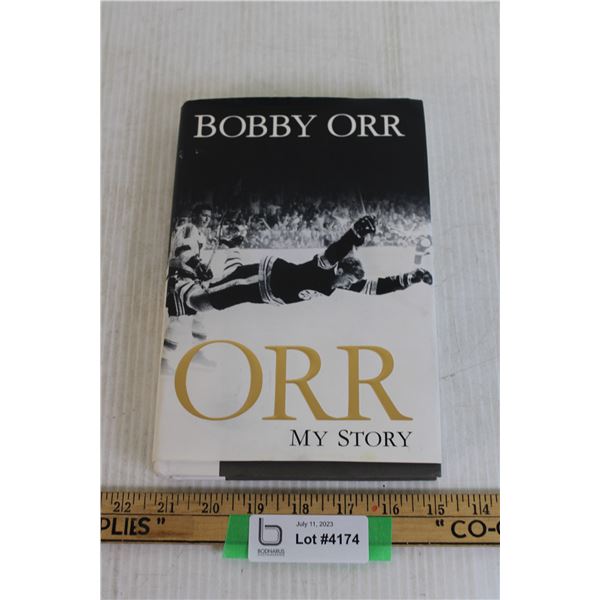 BOBBY ORR
ORR
MY STORY
22 21 20 19 18 17 16 15 14
PLIES" "CO-O
July 11, 2023
Lot #4174
b
BODNARUS